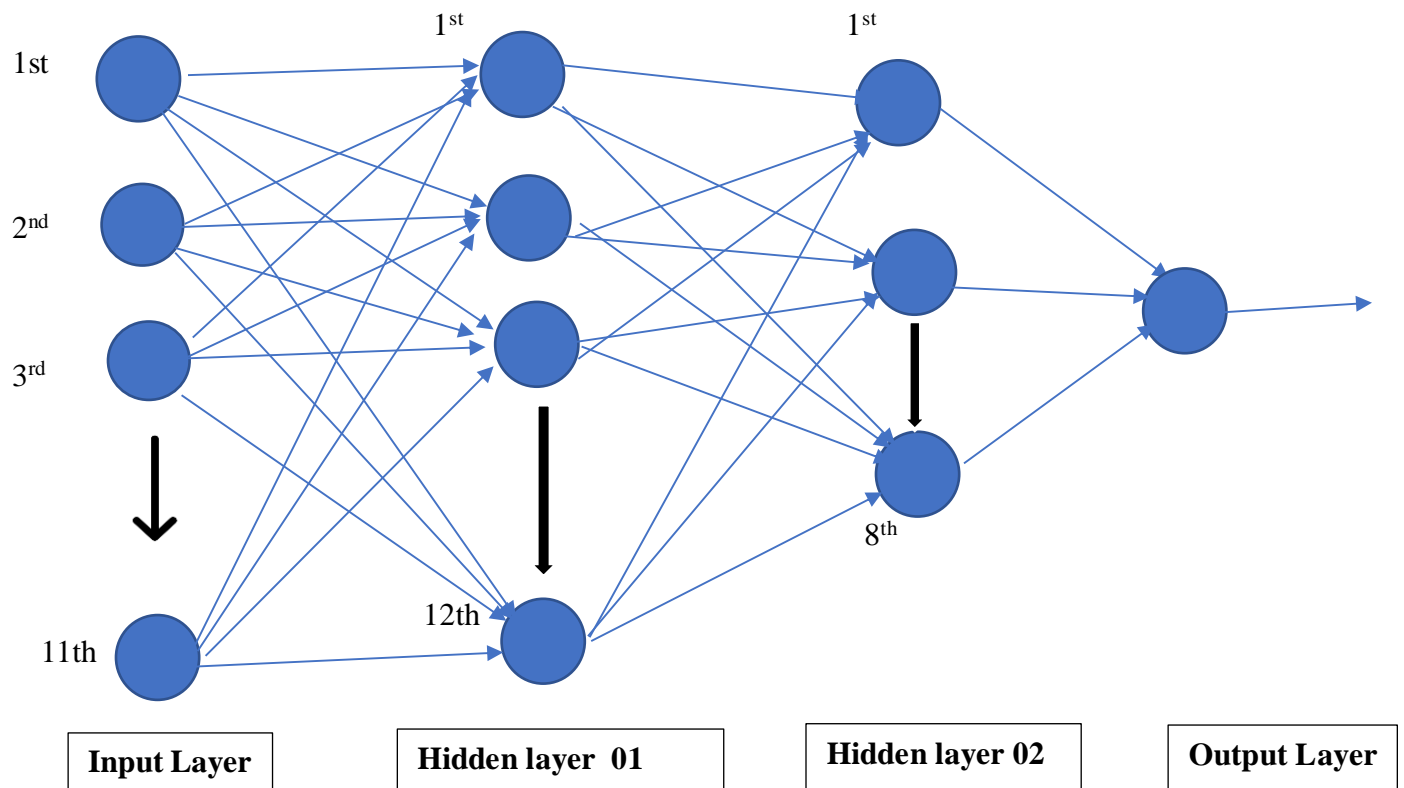 1st
1st
1st
2nd
3rd
8th
12th
11th
Input Layer
Hidden layer 01
Hidden layer 02
Output Layer